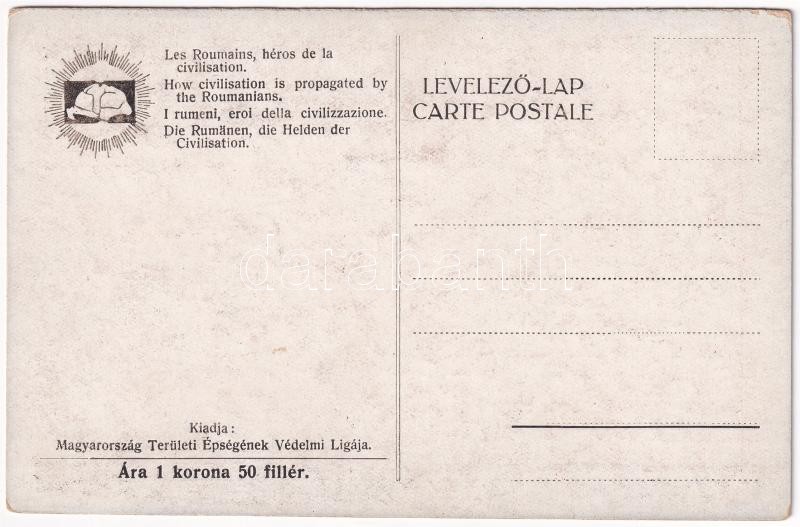 Les Roumains, héros de la
civilisation.
How civilisation is propagated by
the Roumanians.
I rumeni, eroi della civilizzazione.
Die Rumänen, die Helden der
Civilisation.
LEVELEZŐ-LAP
CARTE POSTALE
darabanth
Kiadja:
Magyarország Területi Épségének Védelmi Ligája.
Ára 1 korona 50 fillér.